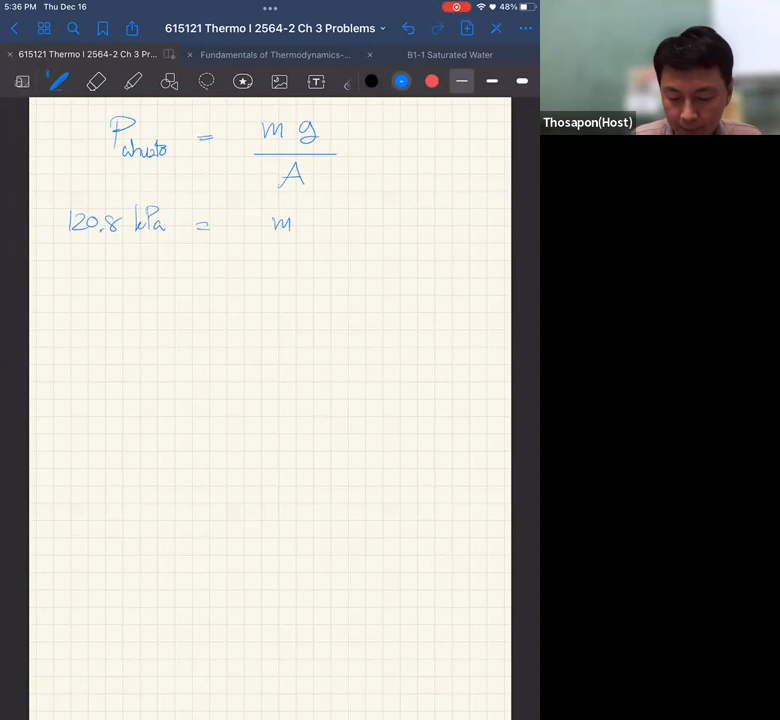 5:36 PM Thu Dec 16
48%
615121 Thermo I 2564-2 Ch 3 Problems
615121 Thermo I 2564-2 Ch 3 Pr...
Fundamentals of Thermodynamics-...
B1-1 Saturated Water
Thosapon(Host)
P = m g
A
120.8 kPa = m